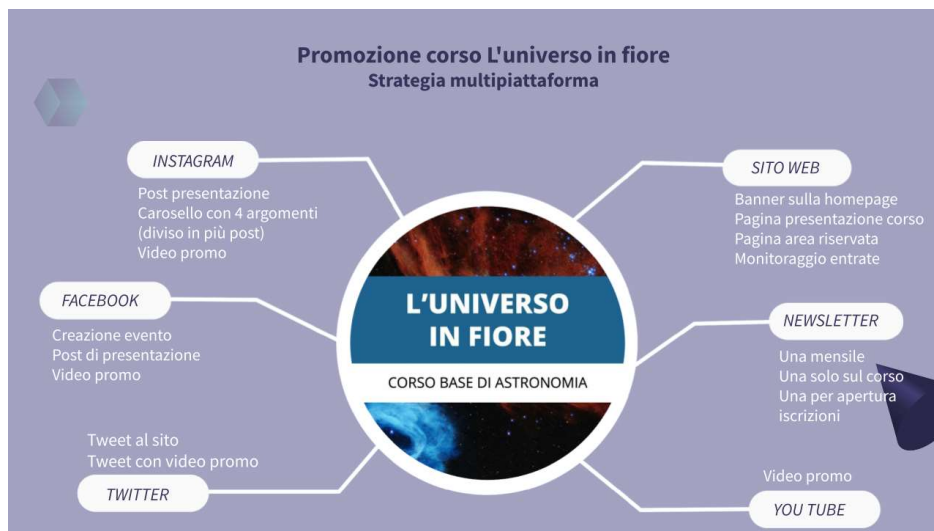 Promozione corso L'universo in fiore
Strategia multipiattaforma
INSTAGRAM
Post presentazione
Carosello con 4 argomenti
(diviso in più post)
Video promo
FACEBOOK
Creazione evento
Post di presentazione
Video promo
Tweet al sito
Tweet con video promo
TWITTER
L'UNIVERSO
IN FIORE
CORSO BASE DI ASTRONOMIA
SITO WEB
Banner sulla homepage
Pagina presentazione corso
Pagina area riservata
Monitoraggio entrate
NEWSLETTER
Una mensile
Una solo sul corso
Una per apertura
iscrizioni
Video promo
YOU TUBE